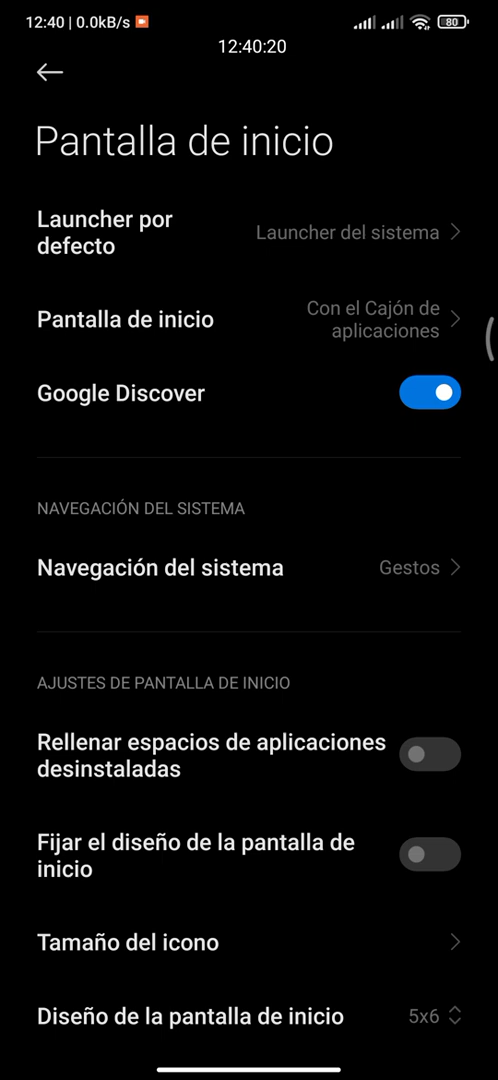 12:40 | 0.0kB/s 80
12:40:20
Pantalla de inicio
Launcher por
defecto
Launcher del sistema
Pantalla de inicio
Con el Cajón de
aplicaciones
Google Discover
NAVEGACIÓN DEL SISTEMA
Navegación del sistema Gestos
AJUSTES DE PANTALLA DE INICIO
Rellenar espacios de aplicaciones
desinstaladas
Fijar el diseño de la pantalla de
inicio
Tamaño del icono
Diseño de la pantalla de inicio 5x6